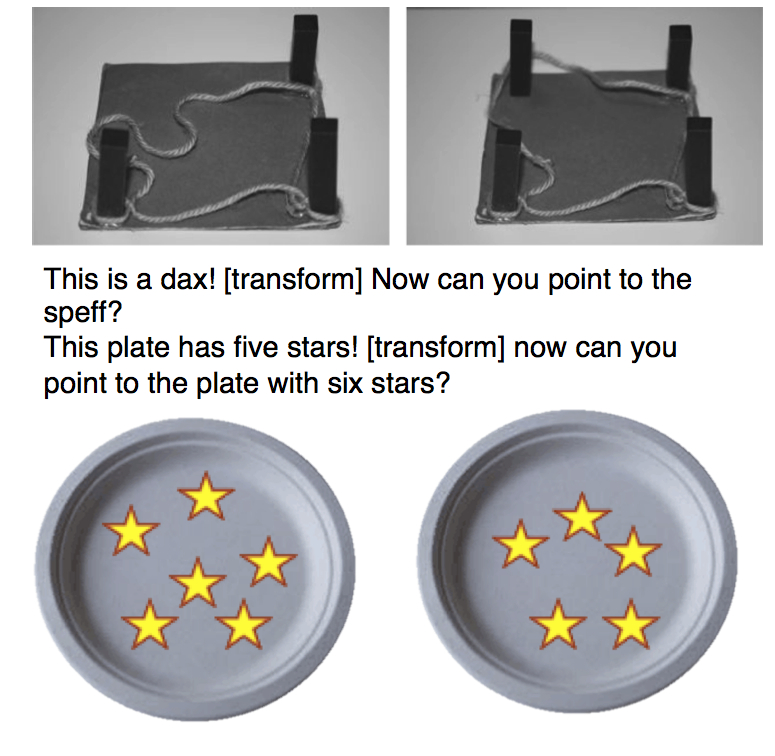 This is a dax! [transform] Now can you point to the
speff?
This plate has five stars! [transform] now can you
point to the plate with six stars?